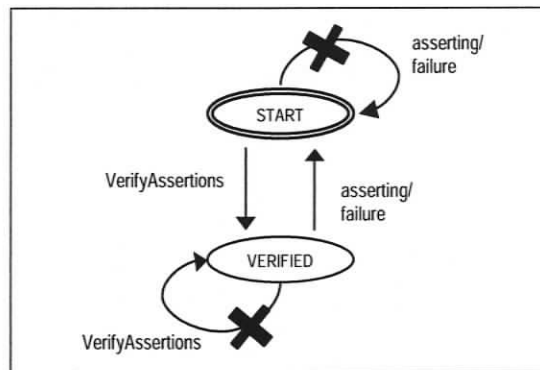 asserting/
failure
START
VerifyAssertions
asserting/
failure
VERIFIED
VerifyAssertions